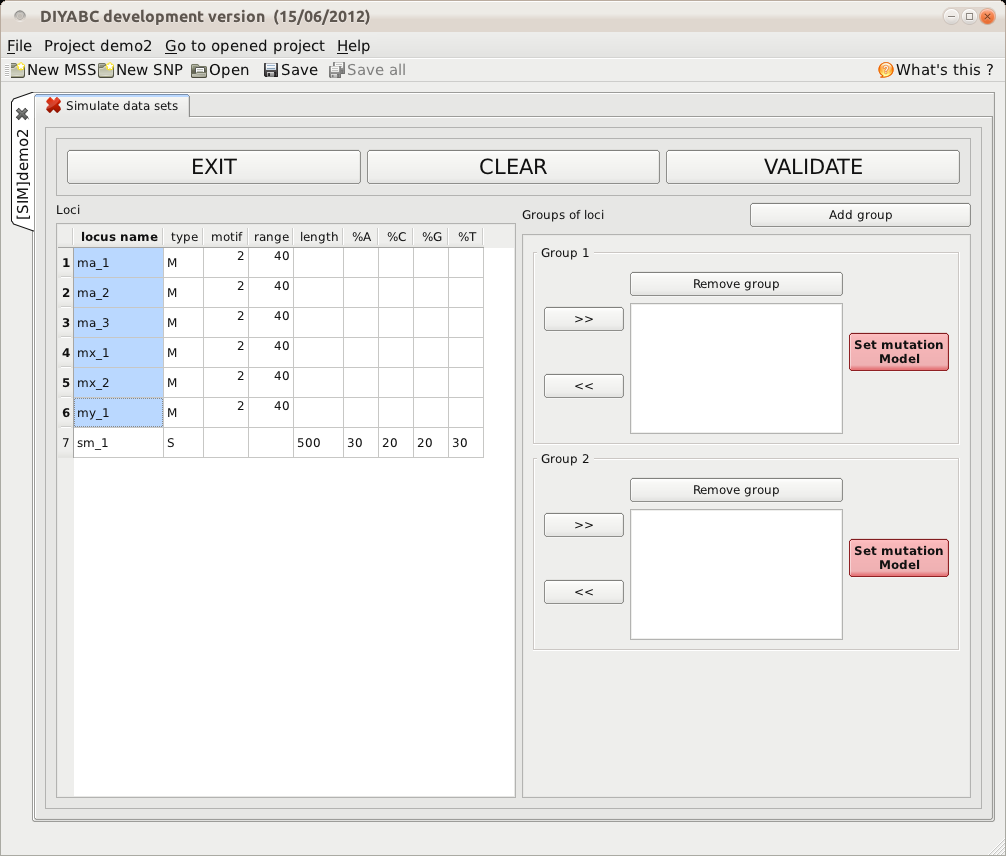 DIYABC development version (15/06/2012)
File Project demo2 Go to opened project Help
New MSS New SNP Open Save Save all What's this ?
[SIM]demo2
Simulate data sets
EXIT CLEAR VALIDATE
Loci
locus name type motif range length %A %C %G %T
1 ma_1 M 2 40
2 ma_2 M 2 40
3 ma_3 M 2 40
4 mx_1 M 2 40
5 mx_2 M 2 40
6 my_1 M 2 40
7 sm_1 S 500 30 20 20 30
Groups of loci Add group
Group 1
Remove group
>>
<<
Set mutation
Model
Group 2
Remove group
>>
<<
Set mutation
Model